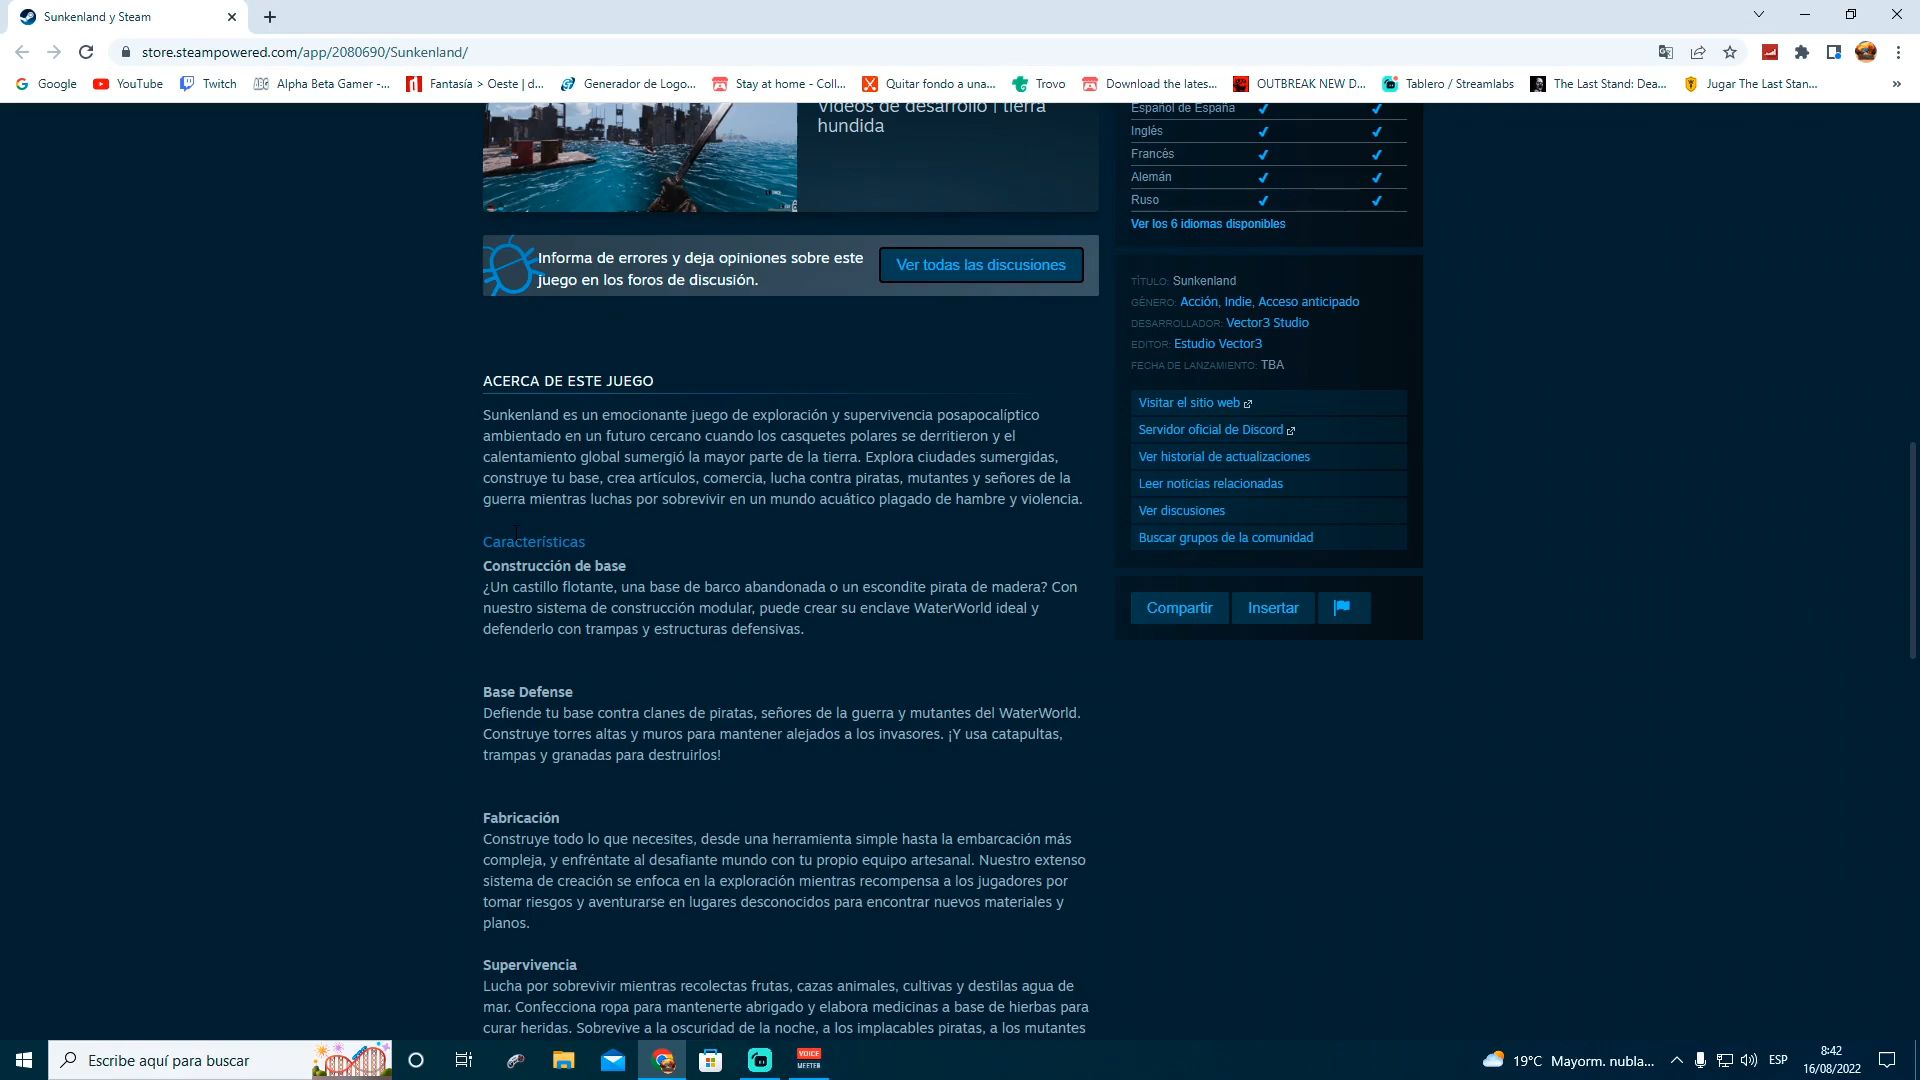 Sunkenland y Steam
store.steampowered.com/app/2080690/Sunkenland/
Google
YouTube
Twitch
Alpha Beta Gamer -...
Fantasía > Oeste | d...
Generador de Logo...
Stay at home - Coll...
Quitar fondo a una...
Trovo
Download the lates...
OUTBREAK NEW D...
Tablero / Streamlabs
The Last Stand: Dea...
Jugar The Last Stan...
»
Vídeos de desarrollo | tierra
hundida
Informa de errores y deja opiniones sobre este
juego en los foros de discusión.
Ver todas las discusiones
ACERCA DE ESTE JUEGO
Sunkenland es un emocionante juego de exploración y supervivencia posapocalíptico
ambientado en un futuro cercano cuando los casquetes polares se derritieron y el
calentamiento global sumergió la mayor parte de la tierra. Explora ciudades sumergidas,
construye tu base, crea artículos, comercia, lucha contra piratas, mutantes y señores de la
guerra mientras luchas por sobrevivir en un mundo acuático plagado de hambre y violencia.
Características
Construcción de base
¿Un castillo flotante, una base de barco abandonada o un escondite pirata de madera? Con
nuestro sistema de construcción modular, puede crear su enclave WaterWorld ideal y
defenderlo con trampas y estructuras defensivas.
Base Defense
Defiende tu base contra clanes de piratas, señores de la guerra y mutantes del WaterWorld.
Construye torres altas y muros para mantener alejados a los invasores. ¡Y usa catapultas,
trampas y granadas para destruirlos!
Fabricación
Construye todo lo que necesites, desde una herramienta simple hasta la embarcación más
compleja, y enfréntate al desafiante mundo con tu propio equipo artesanal. Nuestro extenso
sistema de creación se enfoca en la exploración mientras recompensa a los jugadores por
tomar riesgos y aventurarse en lugares desconocidos para encontrar nuevos materiales y
planos.
Supervivencia
Lucha por sobrevivir mientras recolectas frutas, cazas animales, cultivas y destilas agua de
mar. Confecciona ropa para mantenerte abrigado y elabora medicinas a base de hierbas para
curar heridas. Sobrevive a la oscuridad de la noche, a los implacables piratas, a los mutantes
Español de España
Inglés
Francés
Alemán
Ruso
Ver los 6 idiomas disponibles
TÍTULO: Sunkenland
GÉNERO: Acción, Indie, Acceso anticipado
DESARROLLADOR: Vector3 Studio
EDITOR: Estudio Vector3
FECHA DE LANZAMIENTO: TBA
Visitar el sitio web
Servidor oficial de Discord
Ver historial de actualizaciones
Leer noticias relacionadas
Ver discusiones
Buscar grupos de la comunidad
Compartir
Insertar
Escribe aquí para buscar
VOICE
MEETER
19°C Mayorm. nubla...
ESP
8:42
16/08/2022